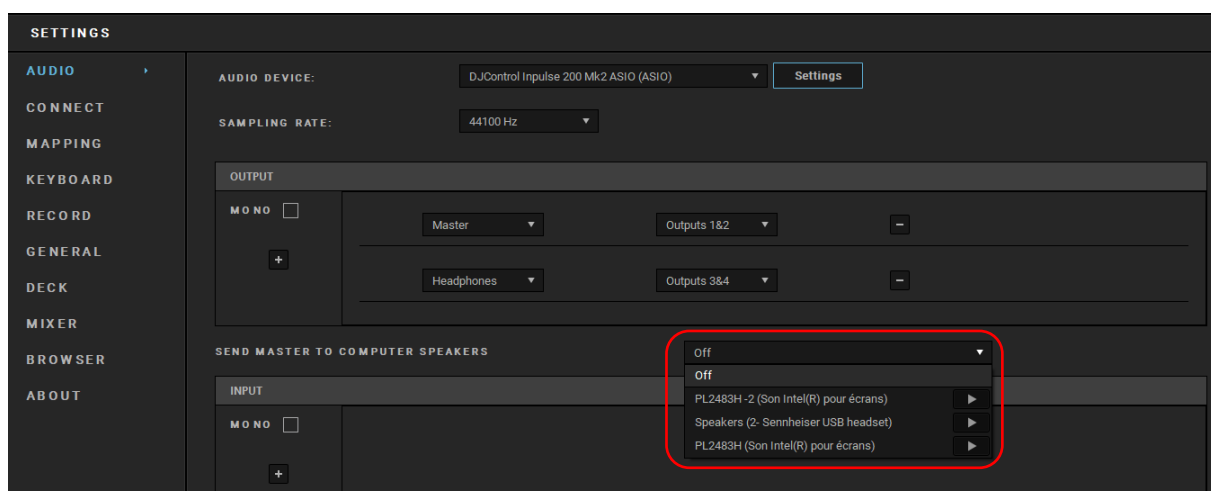 SETTINGS
AUDIO
CONNECT
MAPPING
KEYBOARD
RECORD
GENERAL
DECK
MIXER
BROWSER
ABOUT
AUDIO DEVICE: DJControl Inpulse 200 Mk2 ASIO (ASIO) Settings
SAMPLING RATE: 44100 Hz
OUTPUT
MONO
+
Master Outputs 1&2 −
Headphones Outputs 3&4 −
SEND MASTER TO COMPUTER SPEAKERS Off
Off
PL2483H-2 (Son Intel(R) pour écrans)
Speakers (2- Sennheiser USB headset)
PL2483H (Son Intel(R) pour écrans)
INPUT
MONO
+